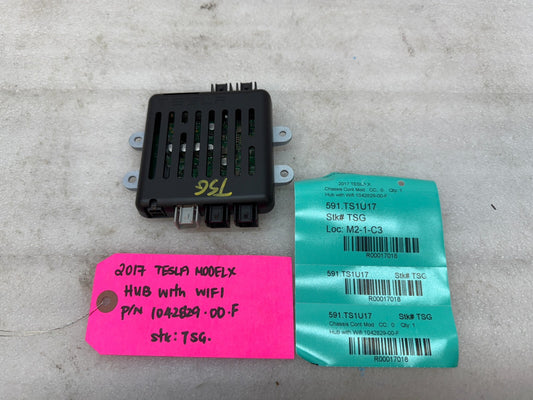 TESLA
TSG
2017 TESLA MODELX
HUB with WIFI
P/N 1042829.00.F
stk: TSG.
2017 TESLYX
Chassis Cont Mod CC: 0 Qty: 1
Hub with Wifi 1042829-00-F
591.TS1U17
Stk# TSG
Loc: M2-1-C3
R00017018
591.TS1U17 Stk# TSG
R00017018
591.TS1U17 Stk# TSG
Chassis Cont Mod CC: 0 Qty: 1
Hub with Wifi 1042829-00-F
R00017018